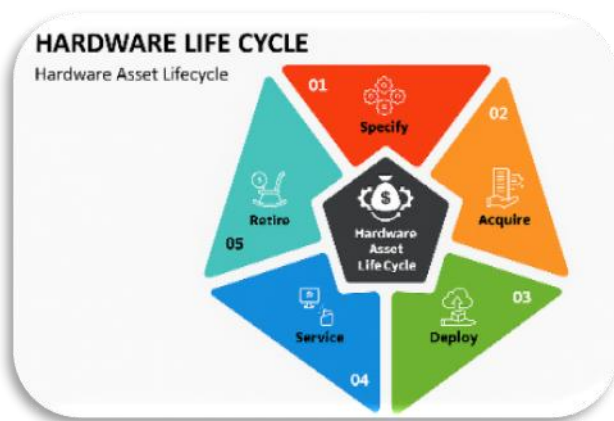 HARDWARE LIFE CYCLE
Hardware Asset Lifecycle
01
Specify
02
Acquire
03
Deploy
04
Service
05
Retire
$
Hardware
Asset
Life Cycle